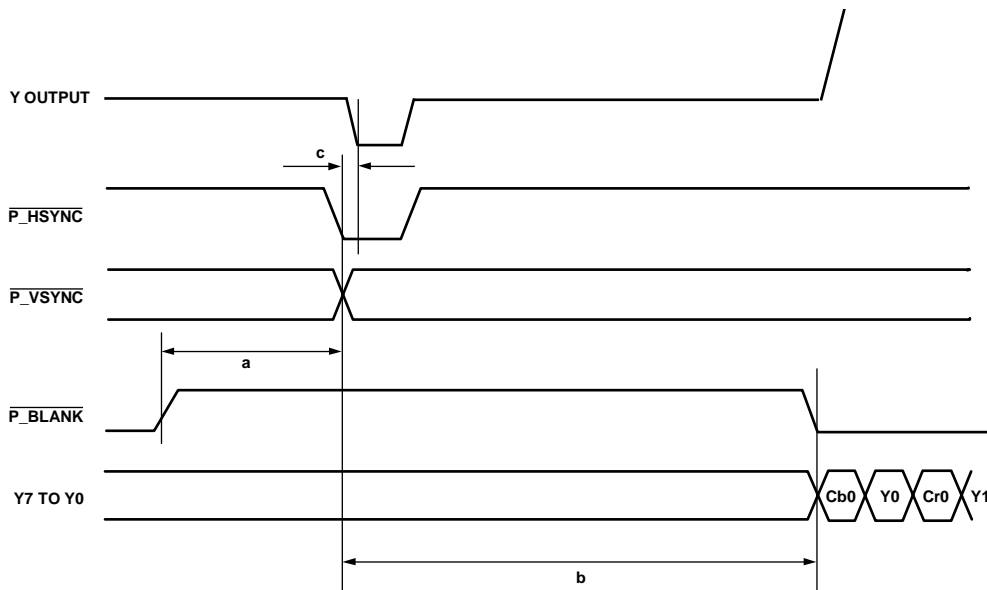 Y OUTPUT
c
P_HSYNC
P_VSYNC
a
P_BLANK
Y7 TO Y0
Cb0 Y0 Cr0 Y1
b